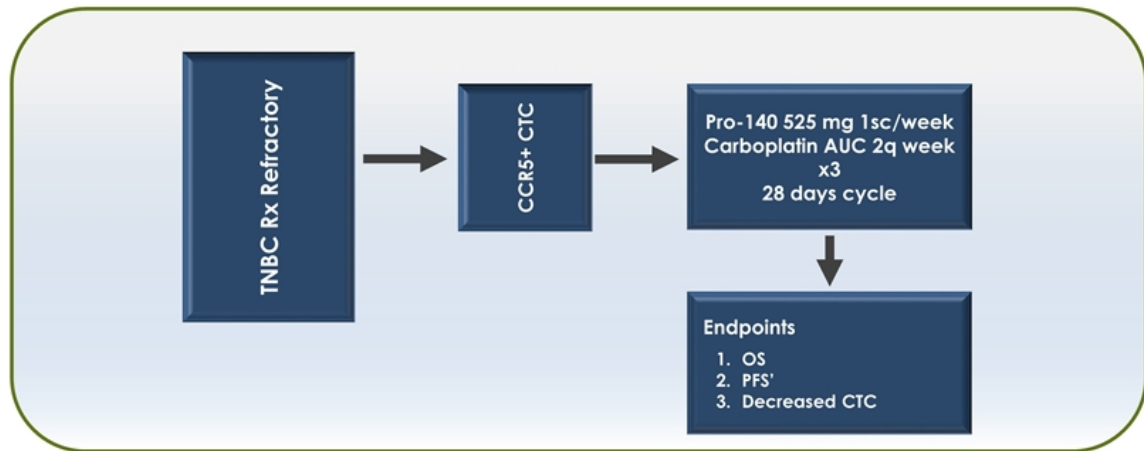 TNBC Rx Refractory
CCR5+ CTC
Pro-140 525 mg 1sc/week
Carboplatin AUC 2q week
x3
28 days cycle
Endpoints
1. OS
2. PFS'
3. Decreased CTC